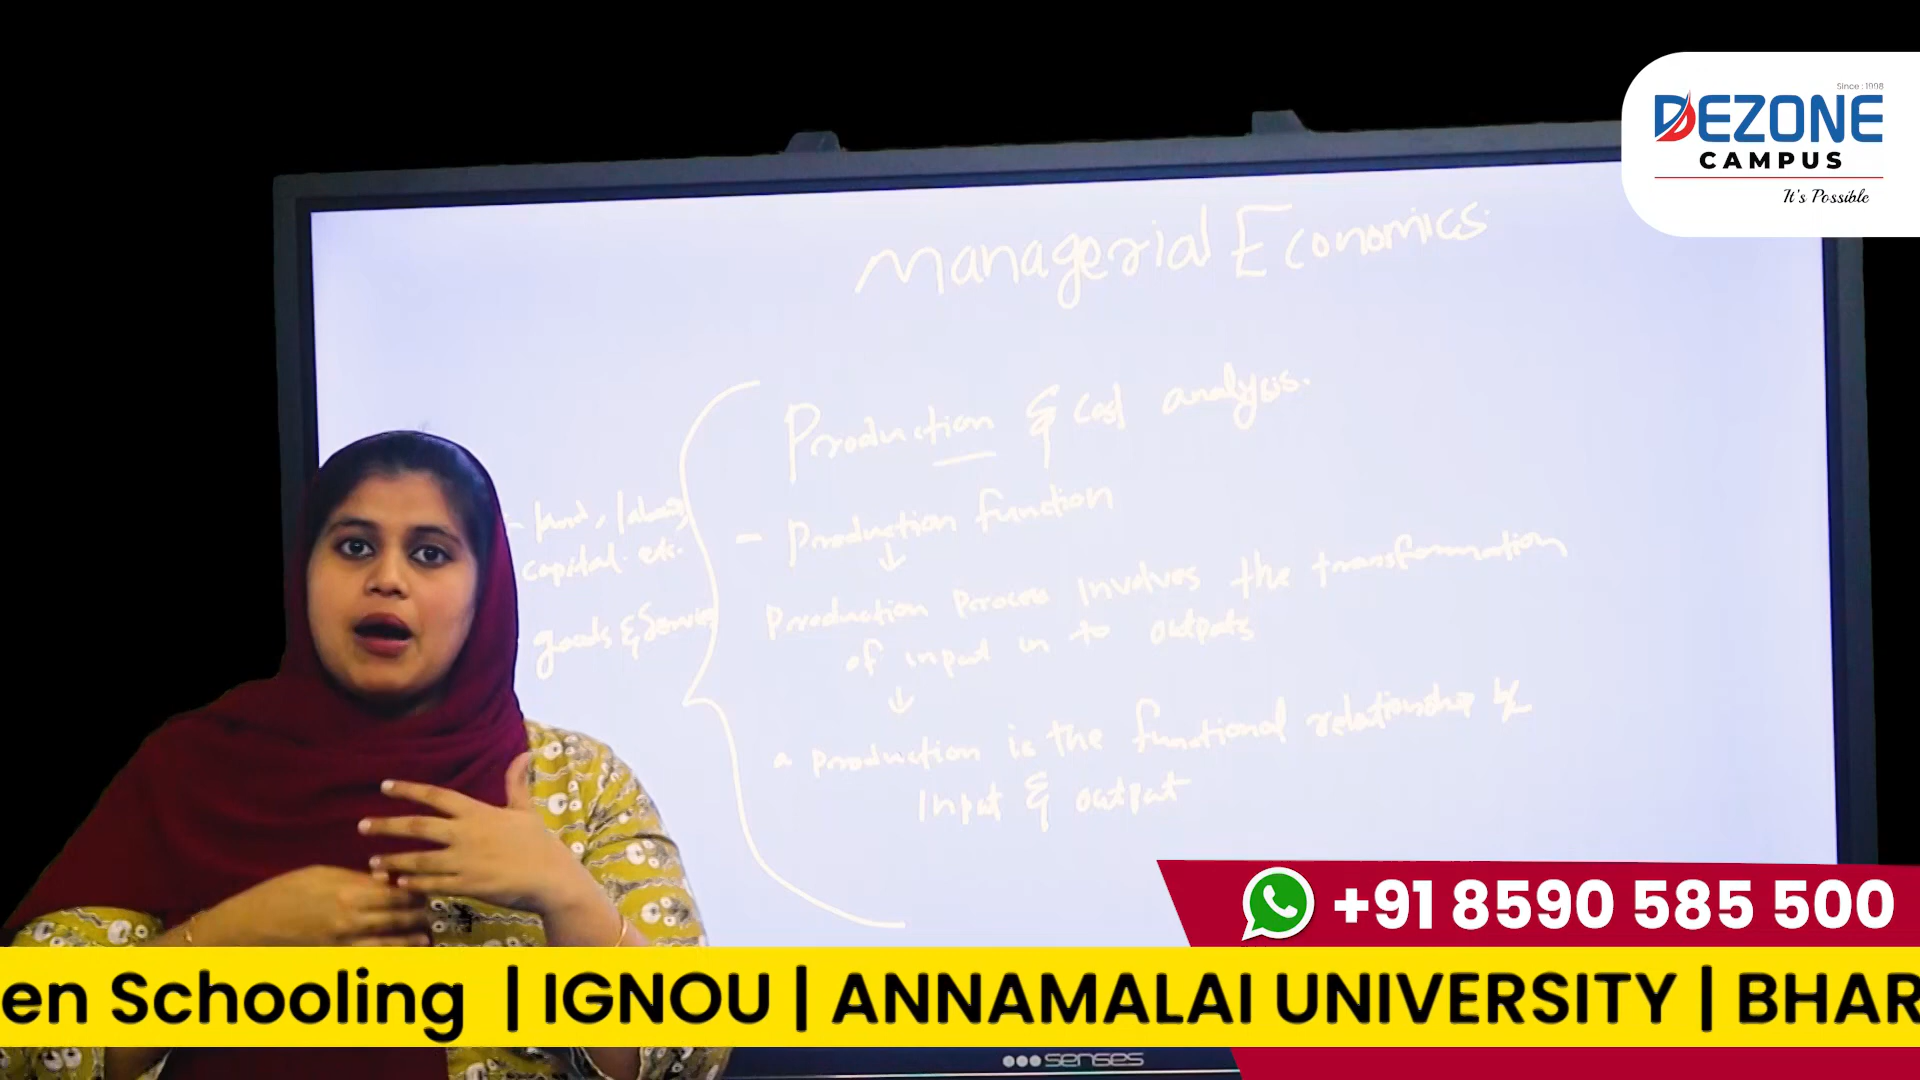 Since : 1998
DEZONE
CAMPUS
It's Possible
Managerial Economics.
Production & cost analysis.
- Production function
↓
Production Process Involves the transformation
of input in to outputs
↓
Production is the functional relationship b/w
Input & output
- land, labour,
capital. etc.
goods & Service
+91 8590 585 500
en Schooling | IGNOU | ANNAMALAI UNIVERSITY | BHAR
senses